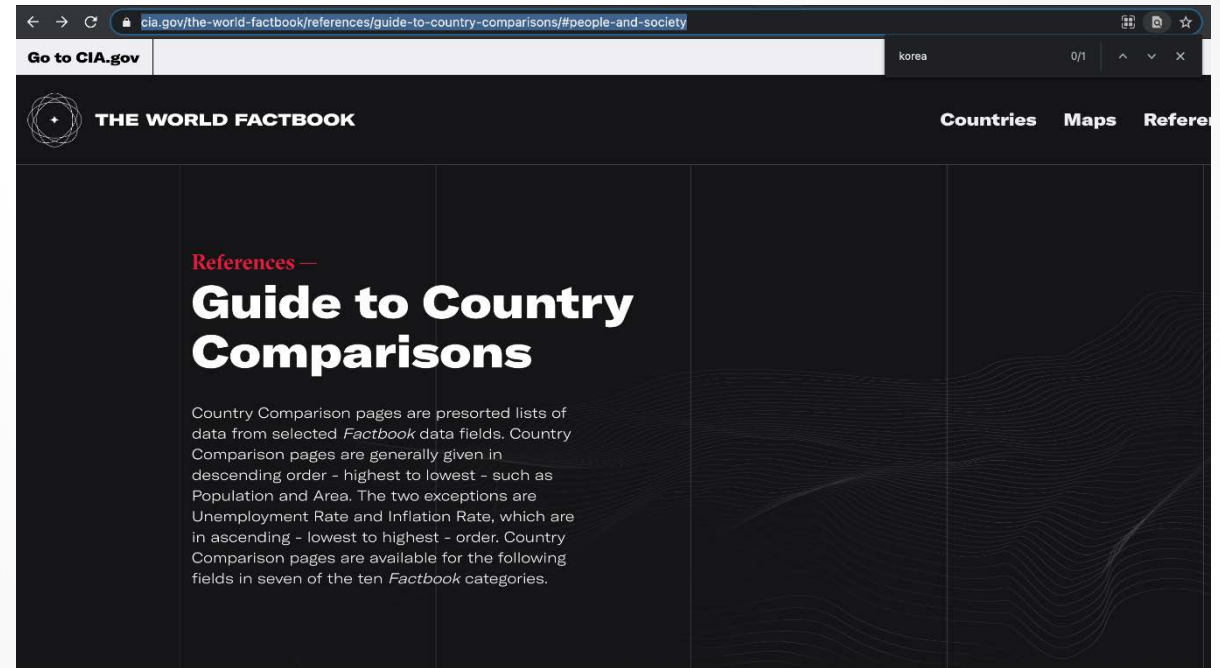 cia.gov/the-world-factbook/references/guide-to-country-comparisons/#people-and-society
Go to CIA.gov
korea 0/1
THE WORLD FACTBOOK
Countries Maps Refere
References —
Guide to Country
Comparisons
Country Comparison pages are presorted lists of
data from selected Factbook data fields. Country
Comparison pages are generally given in
descending order - highest to lowest - such as
Population and Area. The two exceptions are
Unemployment Rate and Inflation Rate, which are
in ascending - lowest to highest - order. Country
Comparison pages are available for the following
fields in seven of the ten Factbook categories.